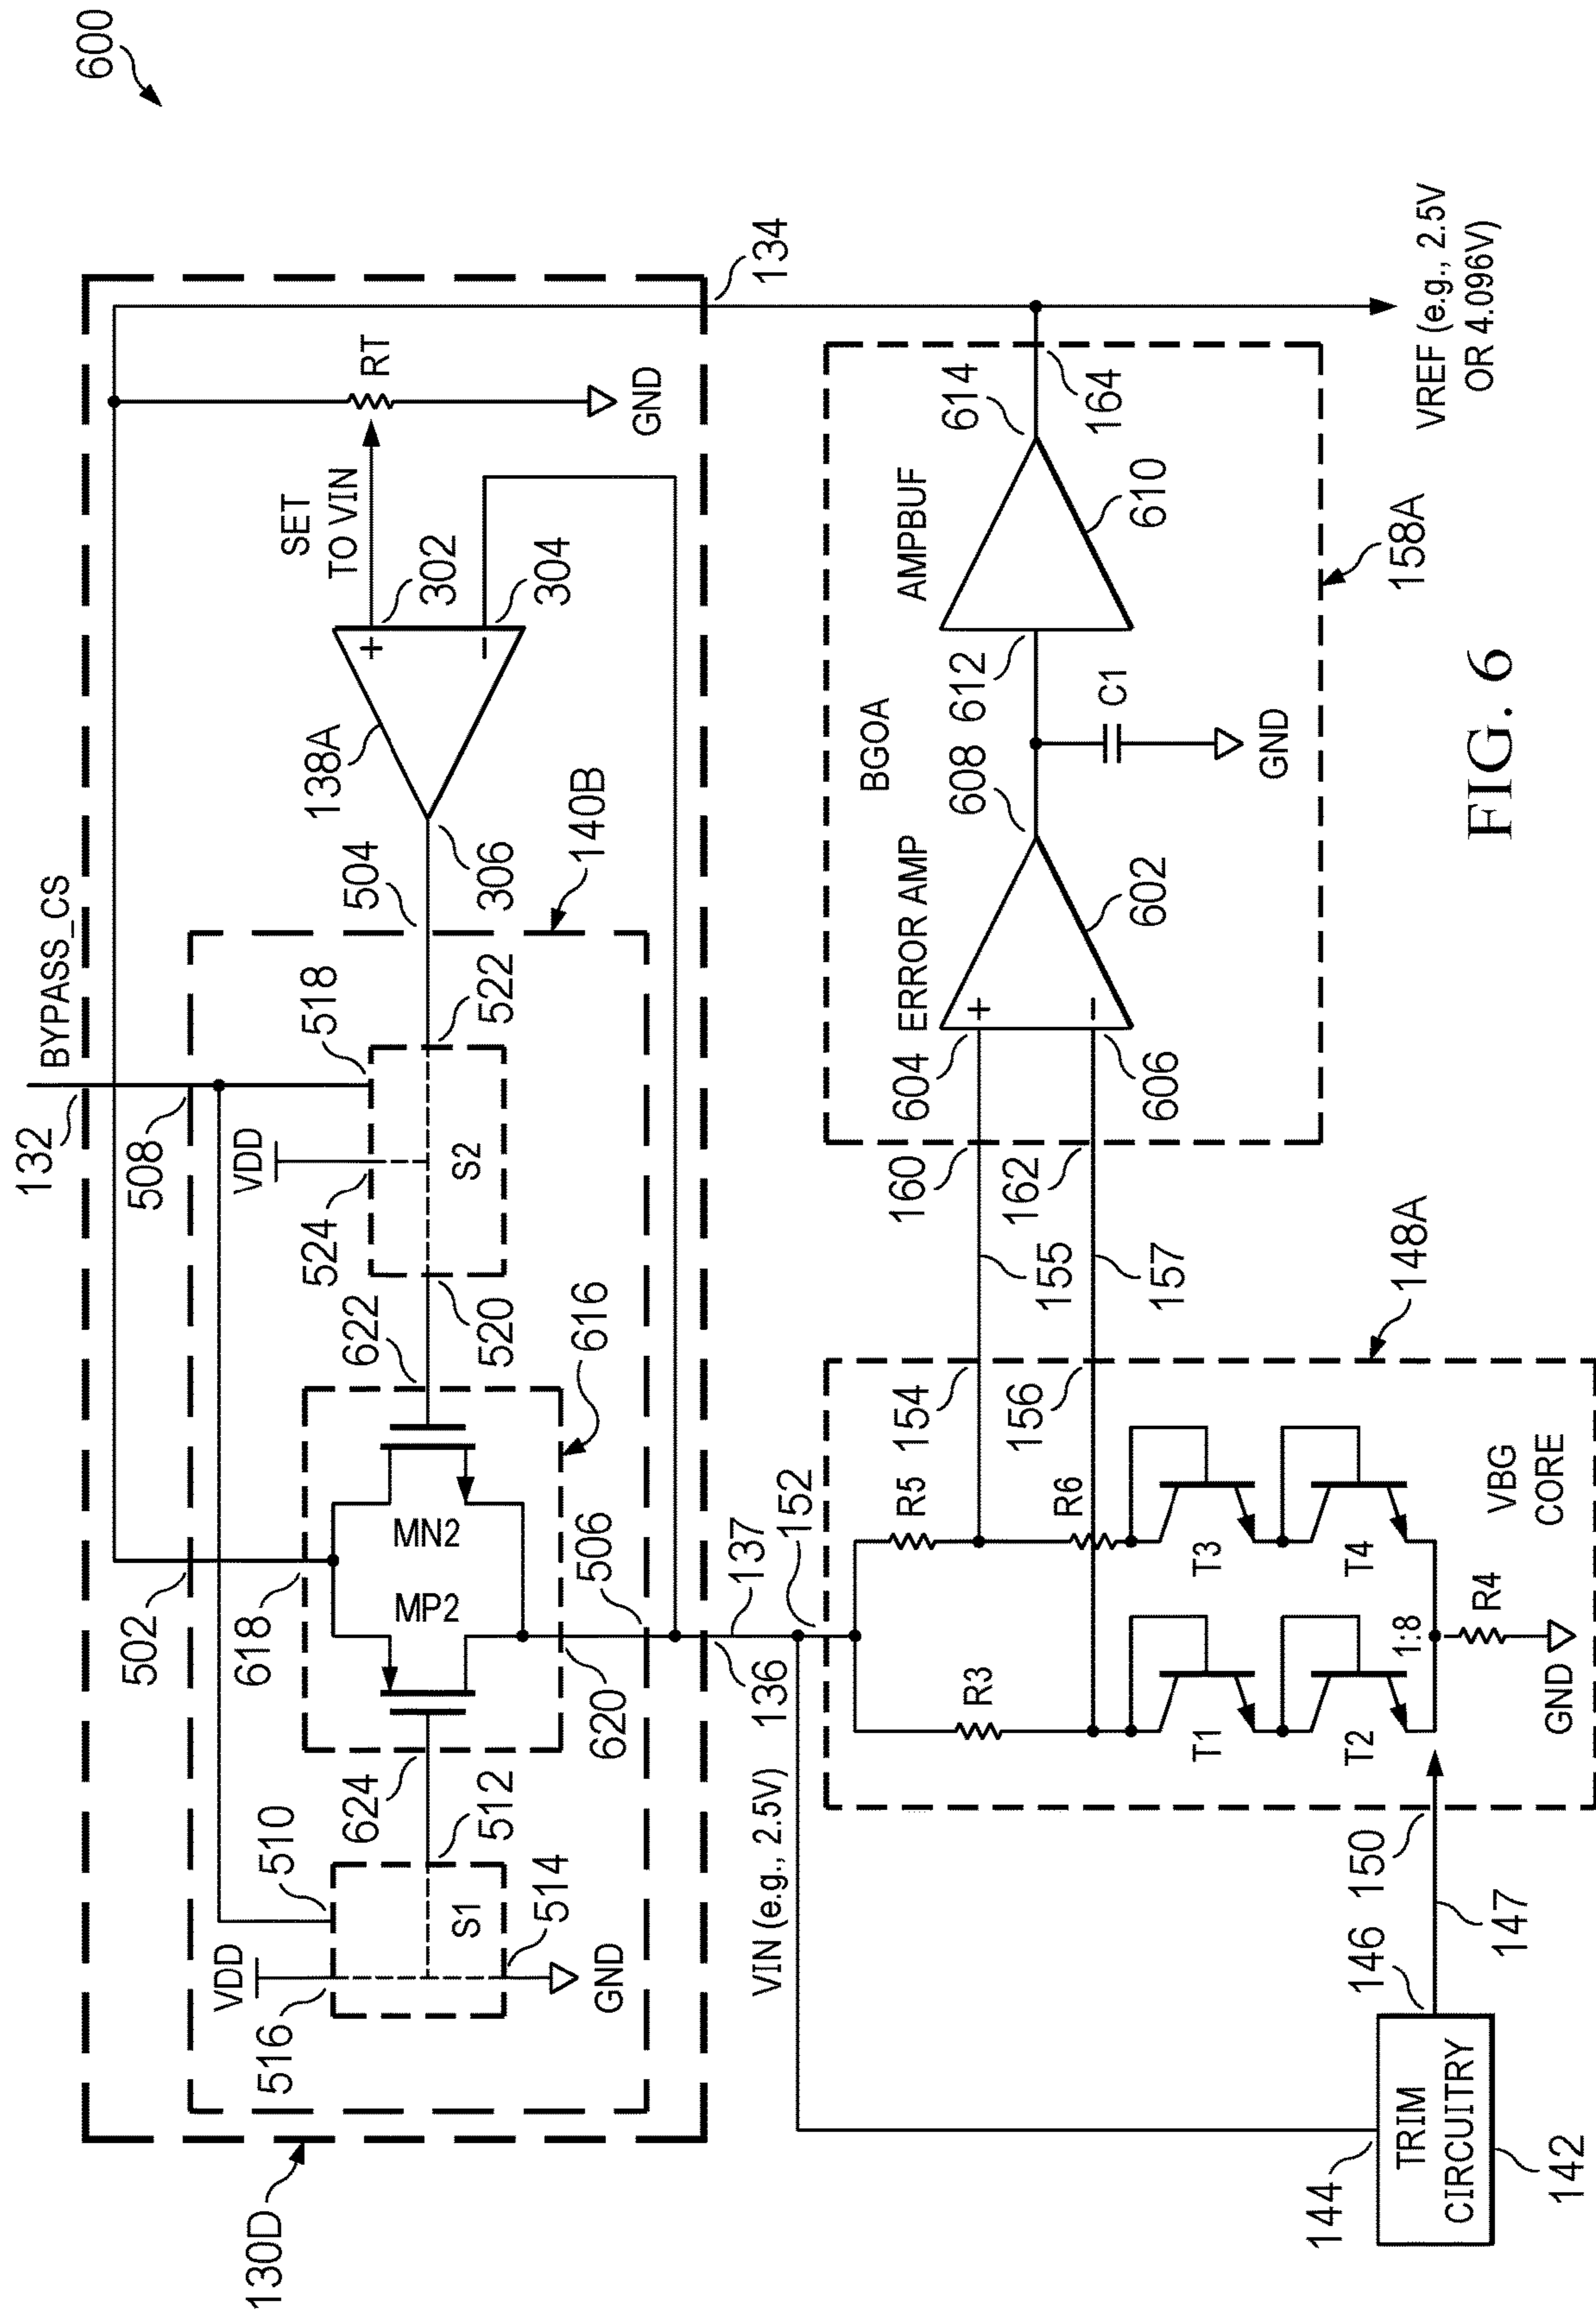 600
132
BYPASS_CS
508
518
VDD
524
S2
522
520
504
306
140B
138A
302
304
SET
TO VIN
RT
GND
134
502
618
622
616
MN2
MP2
624
620
506
510
512
VDD
516
S1
514
GND
130D
136
137
152
VIN (e.g., 2.5V)
R5
154
156
R6
R3
T3
T4
T1
T2
1:8
R4
GND
VBG
CORE
148A
155
157
160
162
604
606
ERROR AMP
602
608
BGOA
612
C1
GND
AMPBUF
610
614
164
158A
VREF (e.g., 2.5V
OR 4.096V)
144
TRIM
CIRCUITRY
142
146
147
150
FIG. 6